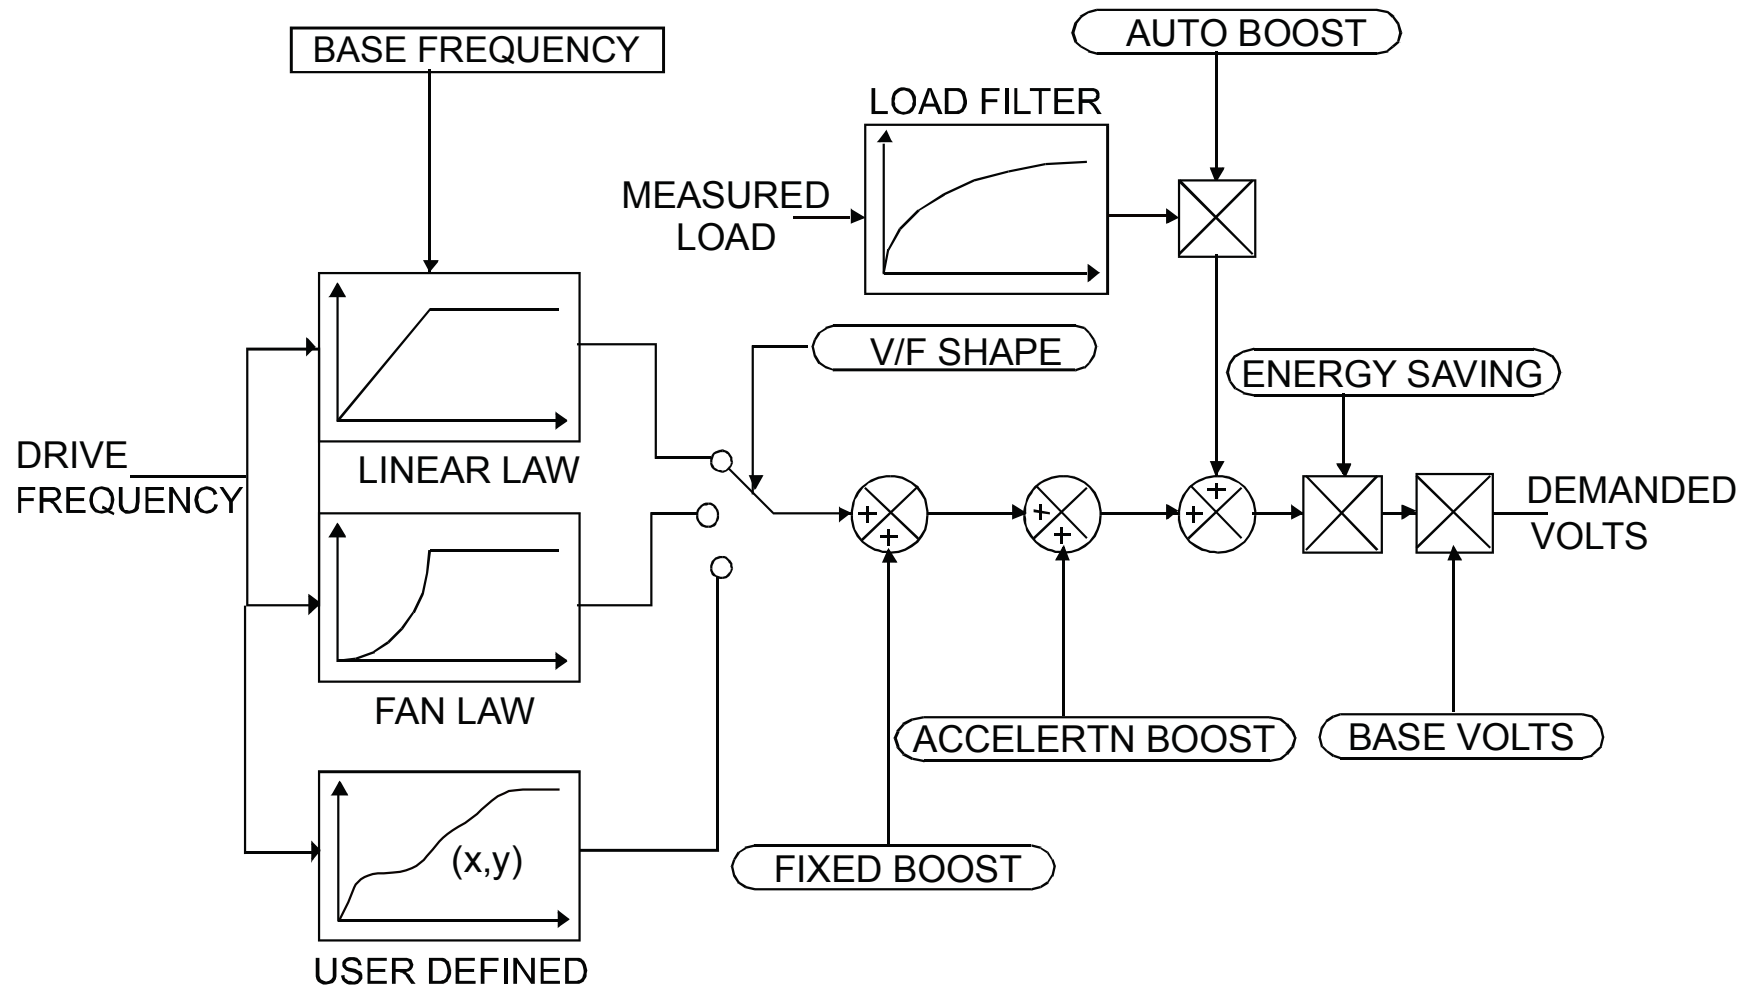 BASE FREQUENCY
AUTO BOOST
LOAD FILTER
MEASURED
LOAD
V/F SHAPE
ENERGY SAVING
DRIVE
FREQUENCY
LINEAR LAW
+
+
+
+
+
+
DEMANDED
VOLTS
FAN LAW
ACCELERTN BOOST
BASE VOLTS
(x,y)
FIXED BOOST
USER DEFINED